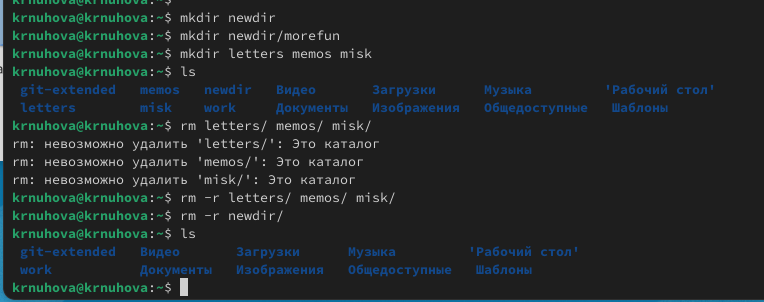 krnuhova@krnuhova:~$ mkdir newdir
krnuhova@krnuhova:~$ mkdir newdir/morefun
krnuhova@krnuhova:~$ mkdir letters memos misk
krnuhova@krnuhova:~$ ls
git-extended memos newdir Видео Загрузки Музыка 'Рабочий стол'
letters misk work Документы Изображения Общедоступные Шаблоны
krnuhova@krnuhova:~$ rm letters/ memos/ misk/
rm: невозможно удалить 'letters/': Это каталог
rm: невозможно удалить 'memos/': Это каталог
rm: невозможно удалить 'misk/': Это каталог
krnuhova@krnuhova:~$ rm -r letters/ memos/ misk/
krnuhova@krnuhova:~$ rm -r newdir/
krnuhova@krnuhova:~$ ls
git-extended Видео Загрузки Музыка 'Рабочий стол'
work Документы Изображения Общедоступные Шаблоны
krnuhova@krnuhova:~$